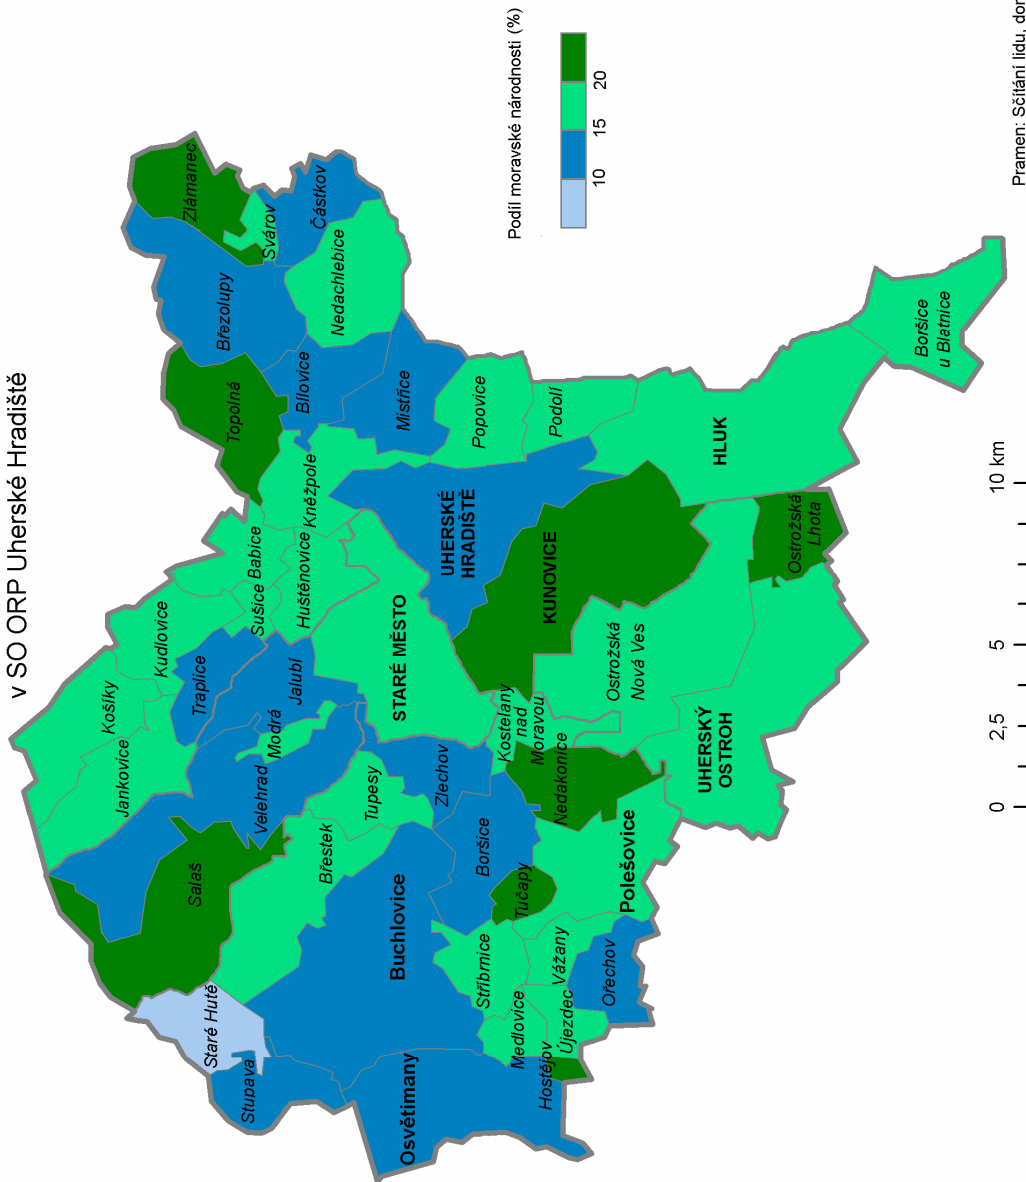 v SO ORP Uherské Hradiště
Podíl moravské národnosti (%)
10
15
20
Zlámanec
Svárov
Částkov
Březolupy
Nedachlebice
Topolná
Bílovice
Mistřice
Popovice
Podolí
Boršice
u Blatnice
HLUK
Kněžpole
Babice
Sušice
Huštěnovice
Kudlovice
Traplice
Jalubí
Košíky
Jankovice
Modrá
Velehrad
Salaš
UHERSKÉ
HRADIŠTĚ
STARÉ MĚSTO
KUNOVICE
Ostrožská
Lhota
Ostrožská
Nová Ves
Kostelany
nad
Moravou
Nedakonice
UHERSKÝ
OSTROH
Zlechov
Tupesy
Břestek
Boršice
Buchlovice
Tučapy
Polešovice
Stříbrnice
Vážany
Ořechov
Medlovice
Újezdec
Hostějov
Staré Hutě
Stupava
Osvětimany
0
2,5
5
10 km
Pramen: Sčítání lidu,